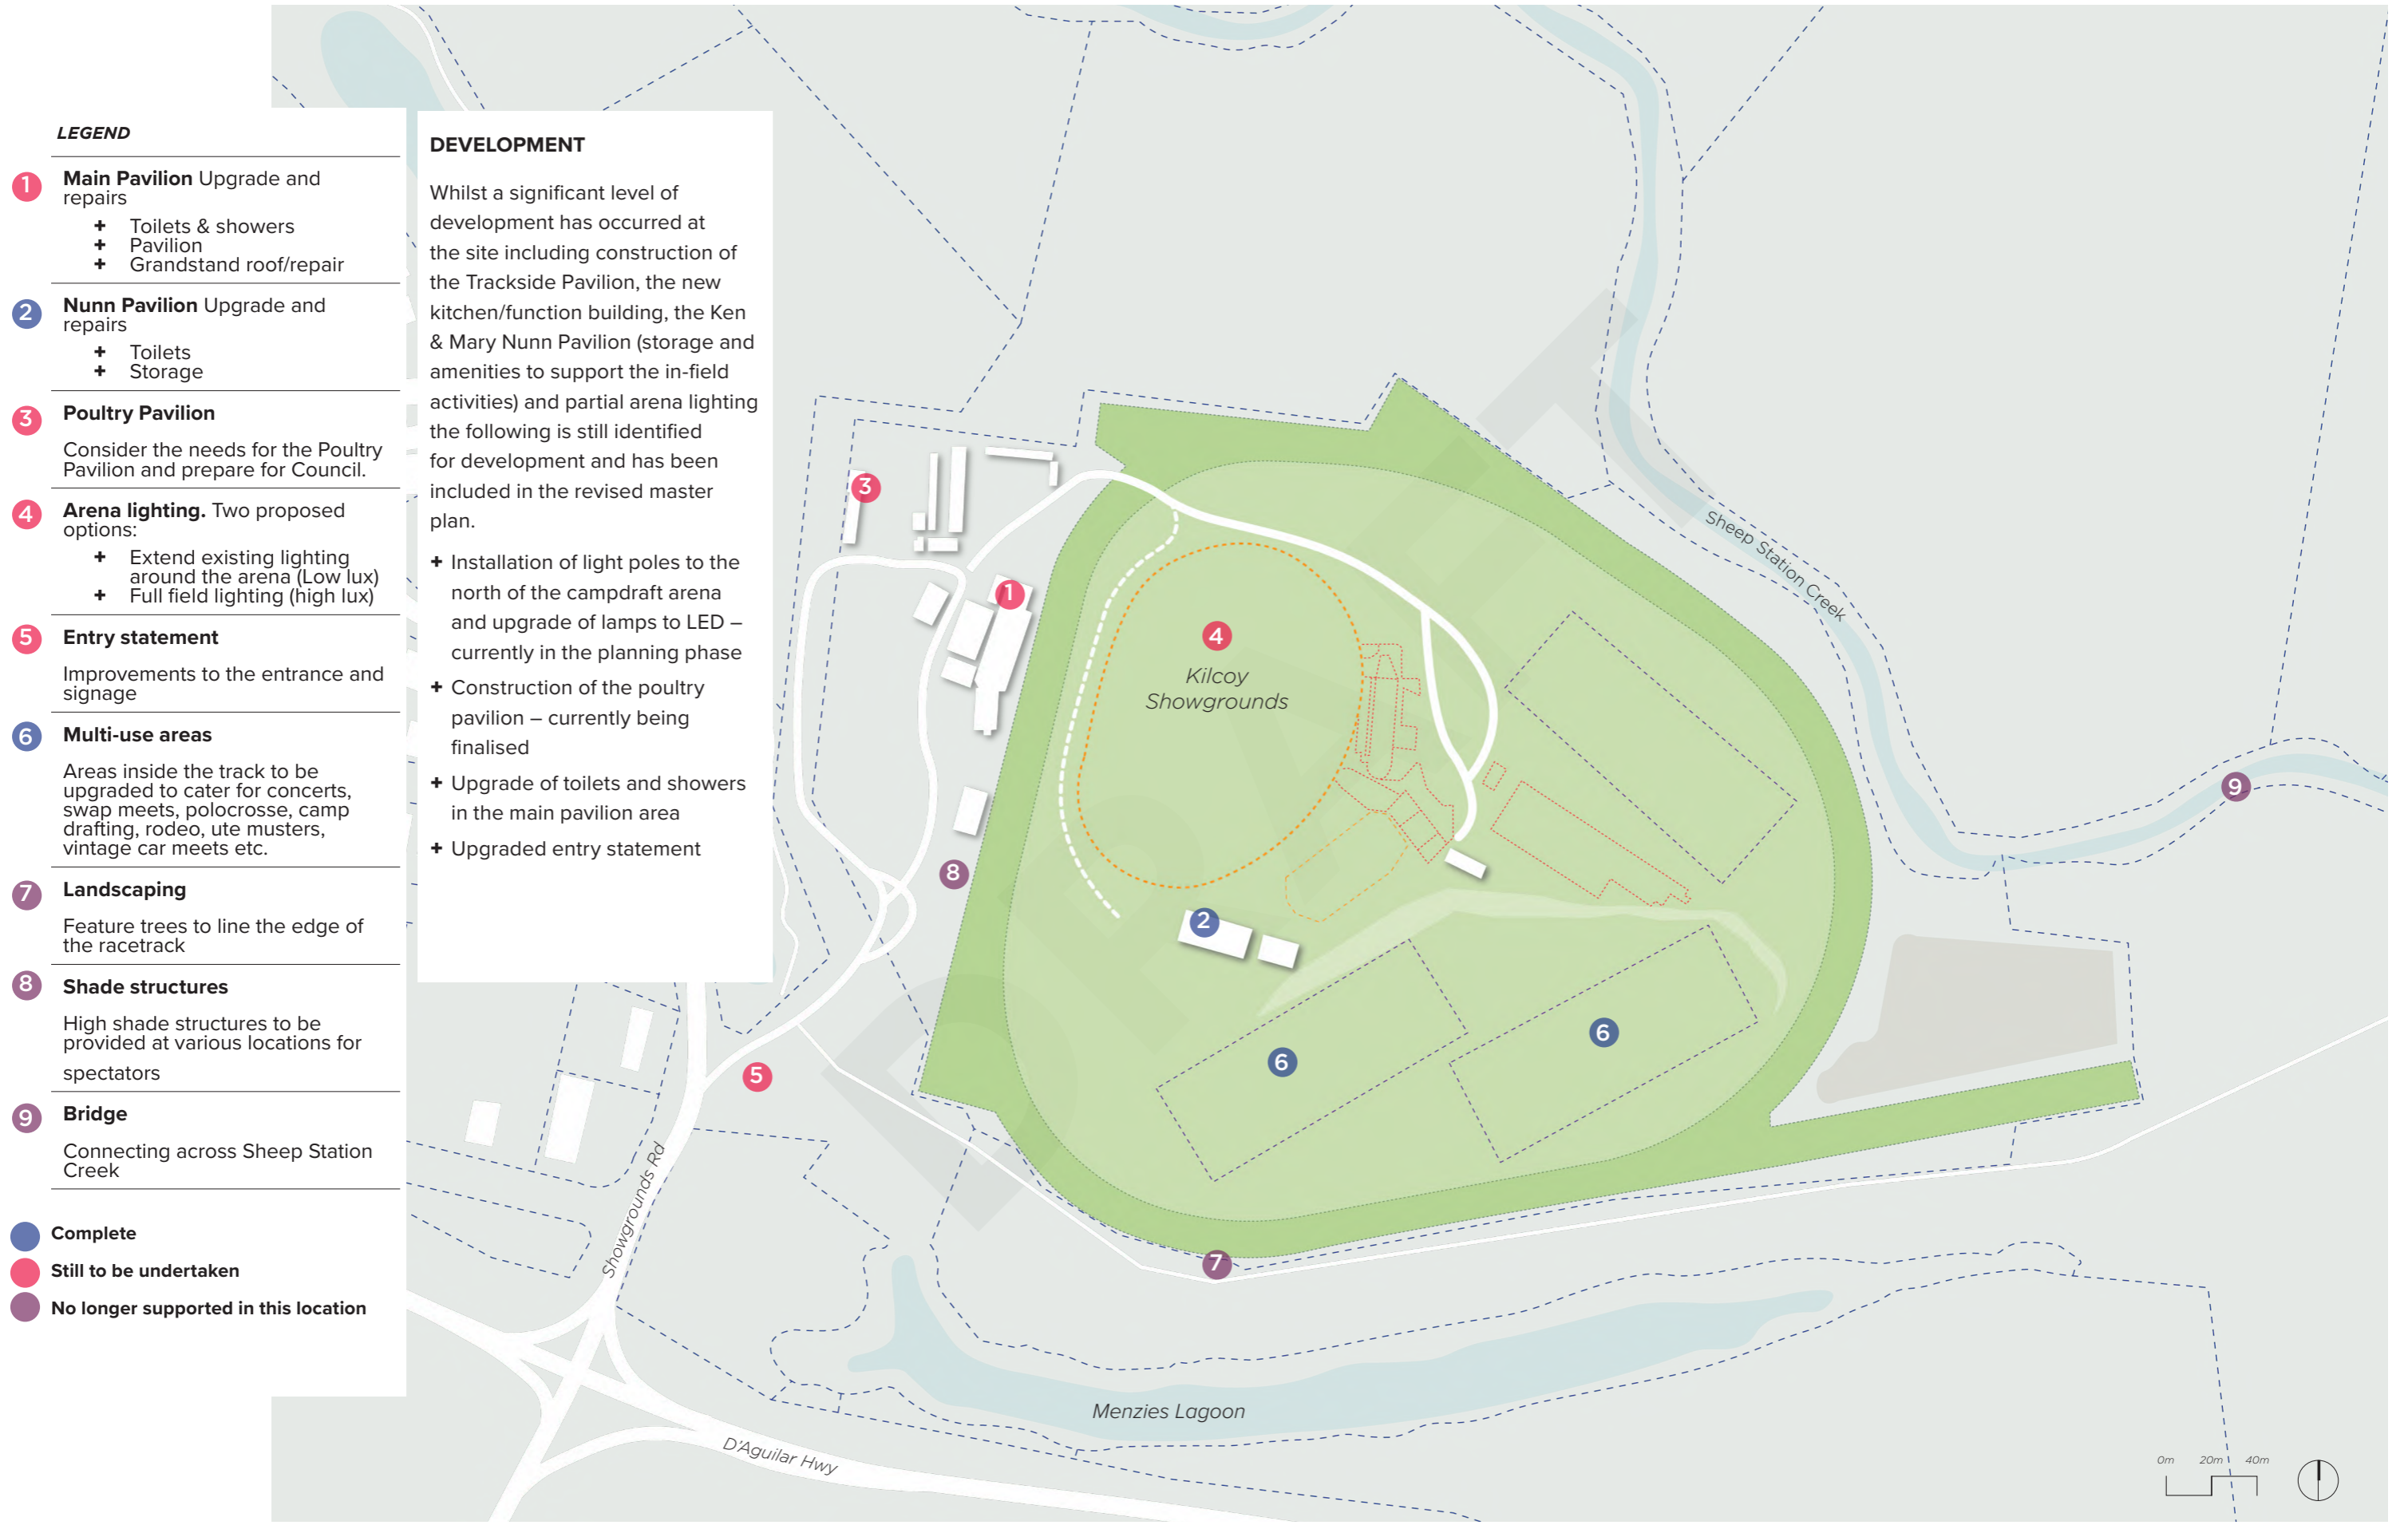 LEGEND
1
Main Pavilion Upgrade and
repairs
+ Toilets & showers
+ Pavilion
+ Grandstand roof/repair
2
Nunn Pavilion Upgrade and
repairs
+ Toilets
+ Storage
3
Poultry Pavilion
Consider the needs for the Poultry
Pavilion and prepare for Council.
4
Arena lighting. Two proposed
options:
+ Extend existing lighting
around the arena (Low lux)
+ Full field lighting (high lux)
5
Entry statement
Improvements to the entrance and
signage
6
Multi-use areas
Areas inside the track to be
upgraded to cater for concerts,
swap meets, polocrosse, camp
drafting, rodeo, ute musters,
vintage car meets etc.
7
Landscaping
Feature trees to line the edge of
the racetrack
8
Shade structures
High shade structures to be
provided at various locations for
spectators
9
Bridge
Connecting across Sheep Station
Creek
Complete
Still to be undertaken
No longer supported in this location
DEVELOPMENT
Whilst a significant level of
development has occurred at
the site including construction of
the Trackside Pavilion, the new
kitchen/function building, the Ken
& Mary Nunn Pavilion (storage and
amenities to support the in-field
activities) and partial arena lighting
the following is still identified
for development and has been
included in the revised master
plan.
+ Installation of light poles to the
north of the campdraft arena
and upgrade of lamps to LED –
currently in the planning phase
+ Construction of the poultry
pavilion – currently being
finalised
+ Upgrade of toilets and showers
in the main pavilion area
+ Upgraded entry statement
3
1
4
Kilcoy
Showgrounds
Sheep Station Creek
9
8
2
6
6
5
7
Showgrounds Rd
Menzies Lagoon
D'Aguilar Hwy
0m 20m 40m
DRAFT